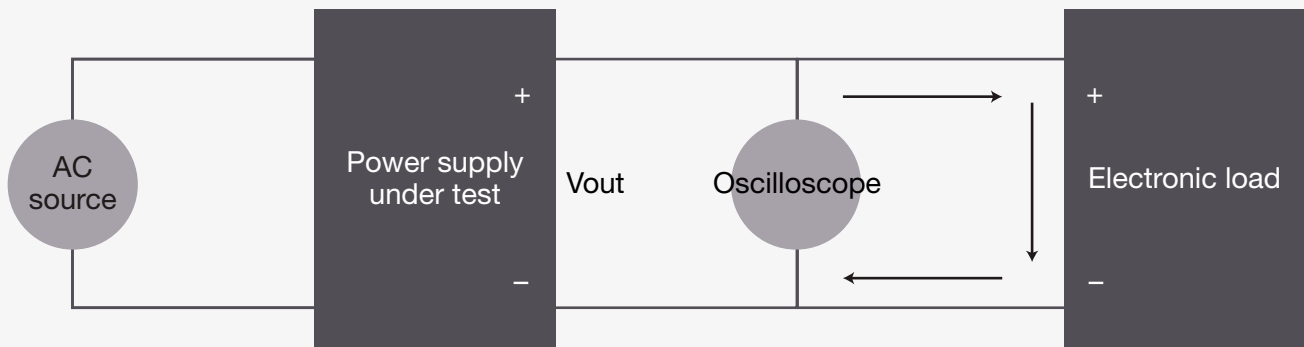 AC
source
+
Power supply
under test
−
Vout
Oscilloscope
+
Electronic load
−